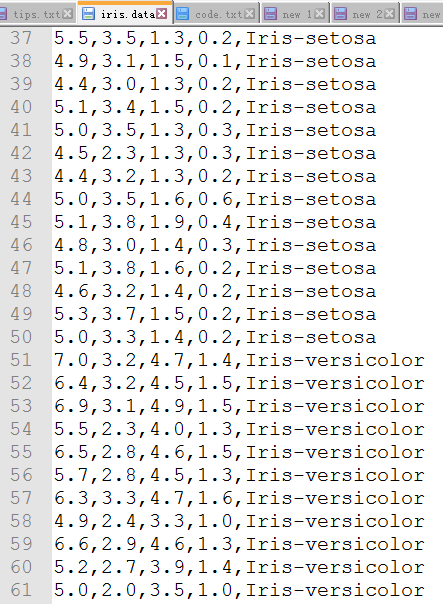 tips.txt iris.data code.txt new 1 new 2 new
37 5.5,3.5,1.3,0.2,Iris-setosa
38 4.9,3.1,1.5,0.1,Iris-setosa
39 4.4,3.0,1.3,0.2,Iris-setosa
40 5.1,3.4,1.5,0.2,Iris-setosa
41 5.0,3.5,1.3,0.3,Iris-setosa
42 4.5,2.3,1.3,0.3,Iris-setosa
43 4.4,3.2,1.3,0.2,Iris-setosa
44 5.0,3.5,1.6,0.6,Iris-setosa
45 5.1,3.8,1.9,0.4,Iris-setosa
46 4.8,3.0,1.4,0.3,Iris-setosa
47 5.1,3.8,1.6,0.2,Iris-setosa
48 4.6,3.2,1.4,0.2,Iris-setosa
49 5.3,3.7,1.5,0.2,Iris-setosa
50 5.0,3.3,1.4,0.2,Iris-setosa
51 7.0,3.2,4.7,1.4,Iris-versicolor
52 6.4,3.2,4.5,1.5,Iris-versicolor
53 6.9,3.1,4.9,1.5,Iris-versicolor
54 5.5,2.3,4.0,1.3,Iris-versicolor
55 6.5,2.8,4.6,1.5,Iris-versicolor
56 5.7,2.8,4.5,1.3,Iris-versicolor
57 6.3,3.3,4.7,1.6,Iris-versicolor
58 4.9,2.4,3.3,1.0,Iris-versicolor
59 6.6,2.9,4.6,1.3,Iris-versicolor
60 5.2,2.7,3.9,1.4,Iris-versicolor
61 5.0,2.0,3.5,1.0,Iris-versicolor